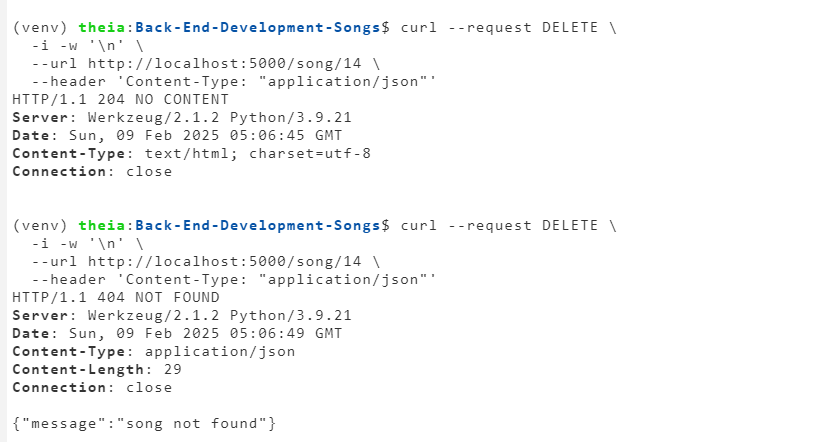 (venv) theia:Back-End-Development-Songs$ curl --request DELETE \
  -i -w '\n' \
  --url http://localhost:5000/song/14 \
  --header 'Content-Type: "application/json"'
HTTP/1.1 204 NO CONTENT
Server: Werkzeug/2.1.2 Python/3.9.21
Date: Sun, 09 Feb 2025 05:06:45 GMT
Content-Type: text/html; charset=utf-8
Connection: close

(venv) theia:Back-End-Development-Songs$ curl --request DELETE \
  -i -w '\n' \
  --url http://localhost:5000/song/14 \
  --header 'Content-Type: "application/json"'
HTTP/1.1 404 NOT FOUND
Server: Werkzeug/2.1.2 Python/3.9.21
Date: Sun, 09 Feb 2025 05:06:49 GMT
Content-Type: application/json
Content-Length: 29
Connection: close

{"message":"song not found"}